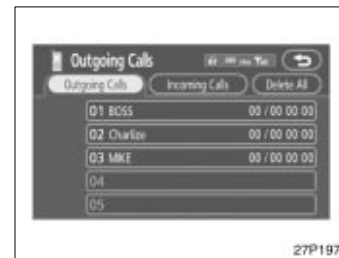 Outgoing Calls
Outgoing Calls Incoming Calls Delete All
01 BOSS 00/00 00 00
02 Charlize 00/00 00 00
03 MIKE 00/00 00 00
04
05
27P197